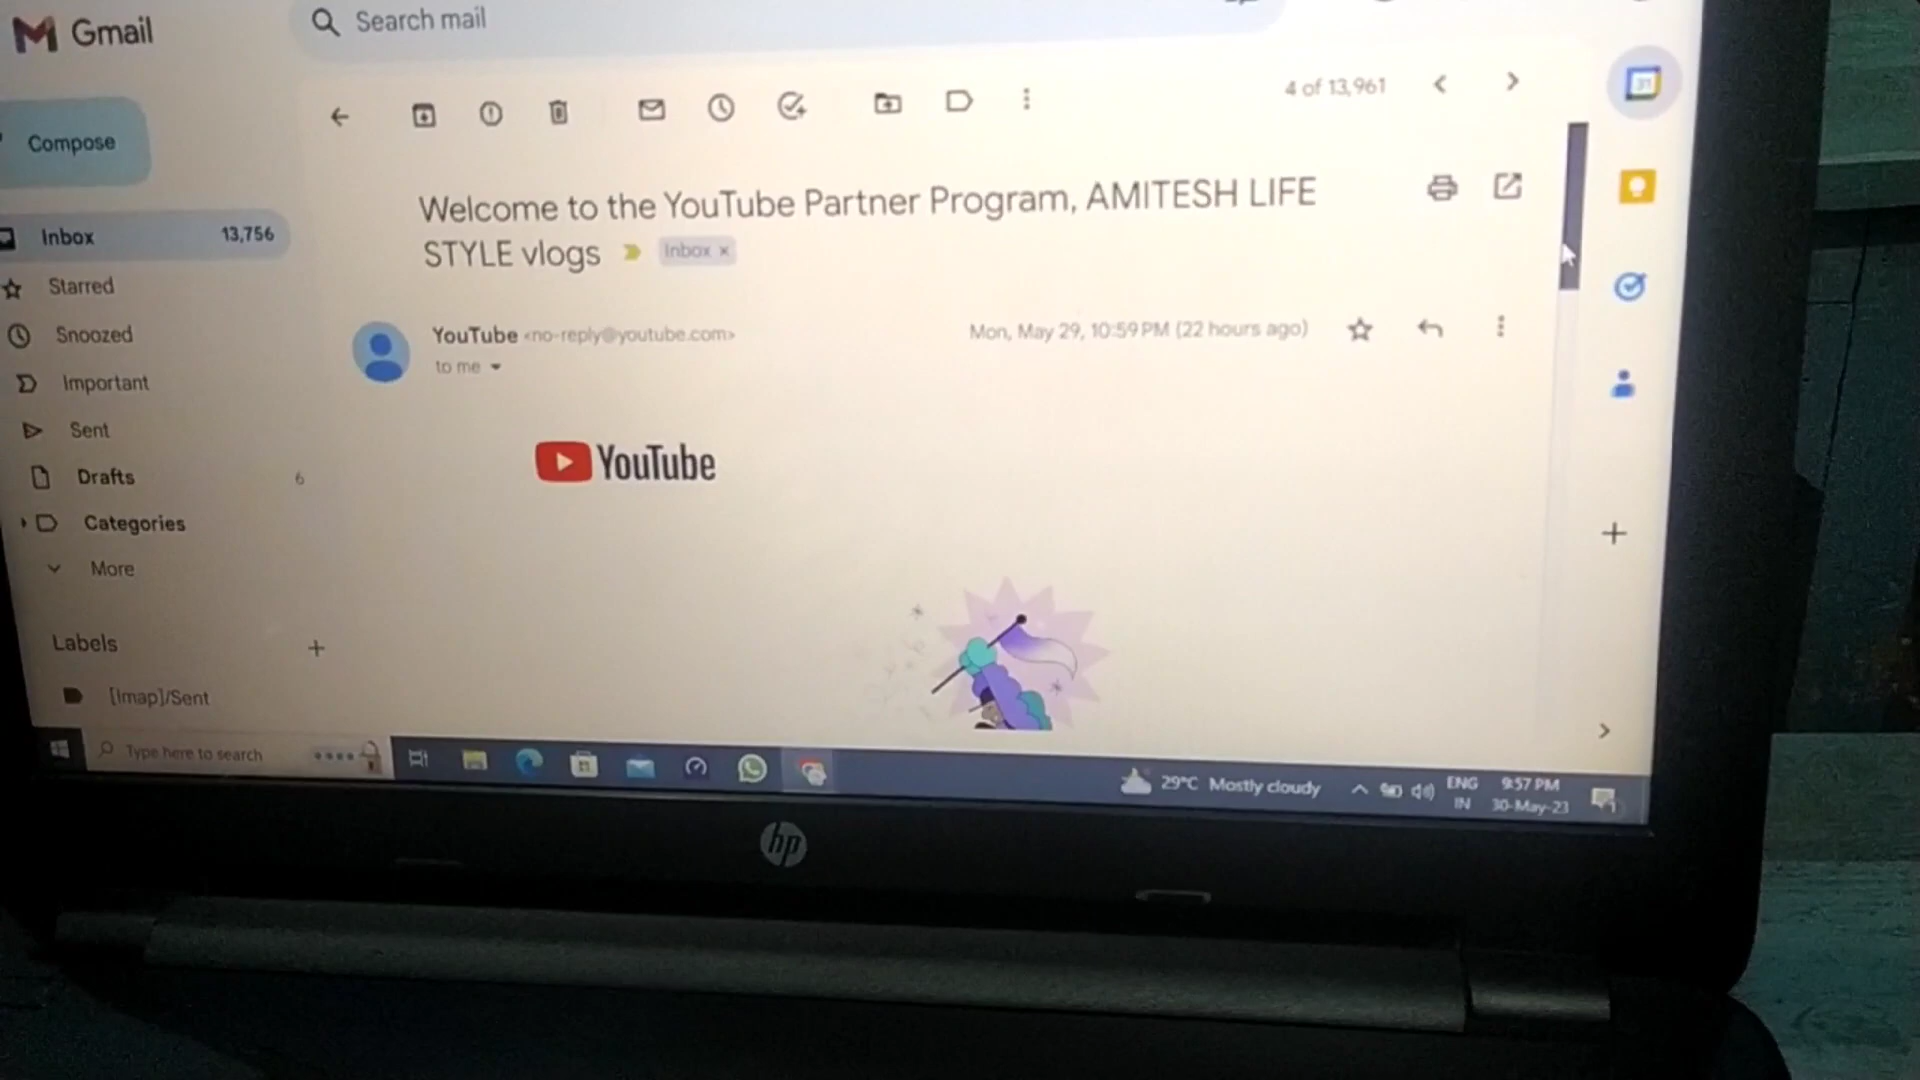 Gmail
Search mail
4 of 13,961
31
Compose
Welcome to the YouTube Partner Program, AMITESH LIFE
STYLE vlogs Inbox x
Inbox 13,756
Starred
YouTube <no-reply@youtube.com> Mon, May 29, 10:59 PM (22 hours ago)
to me
Snoozed
Important
Sent
YouTube
Drafts 6
Categories
More
Labels
[Imap]/Sent
Type here to search
29°C Mostly cloudy
ENG
IN
9:57 PM
30-May-23
hp